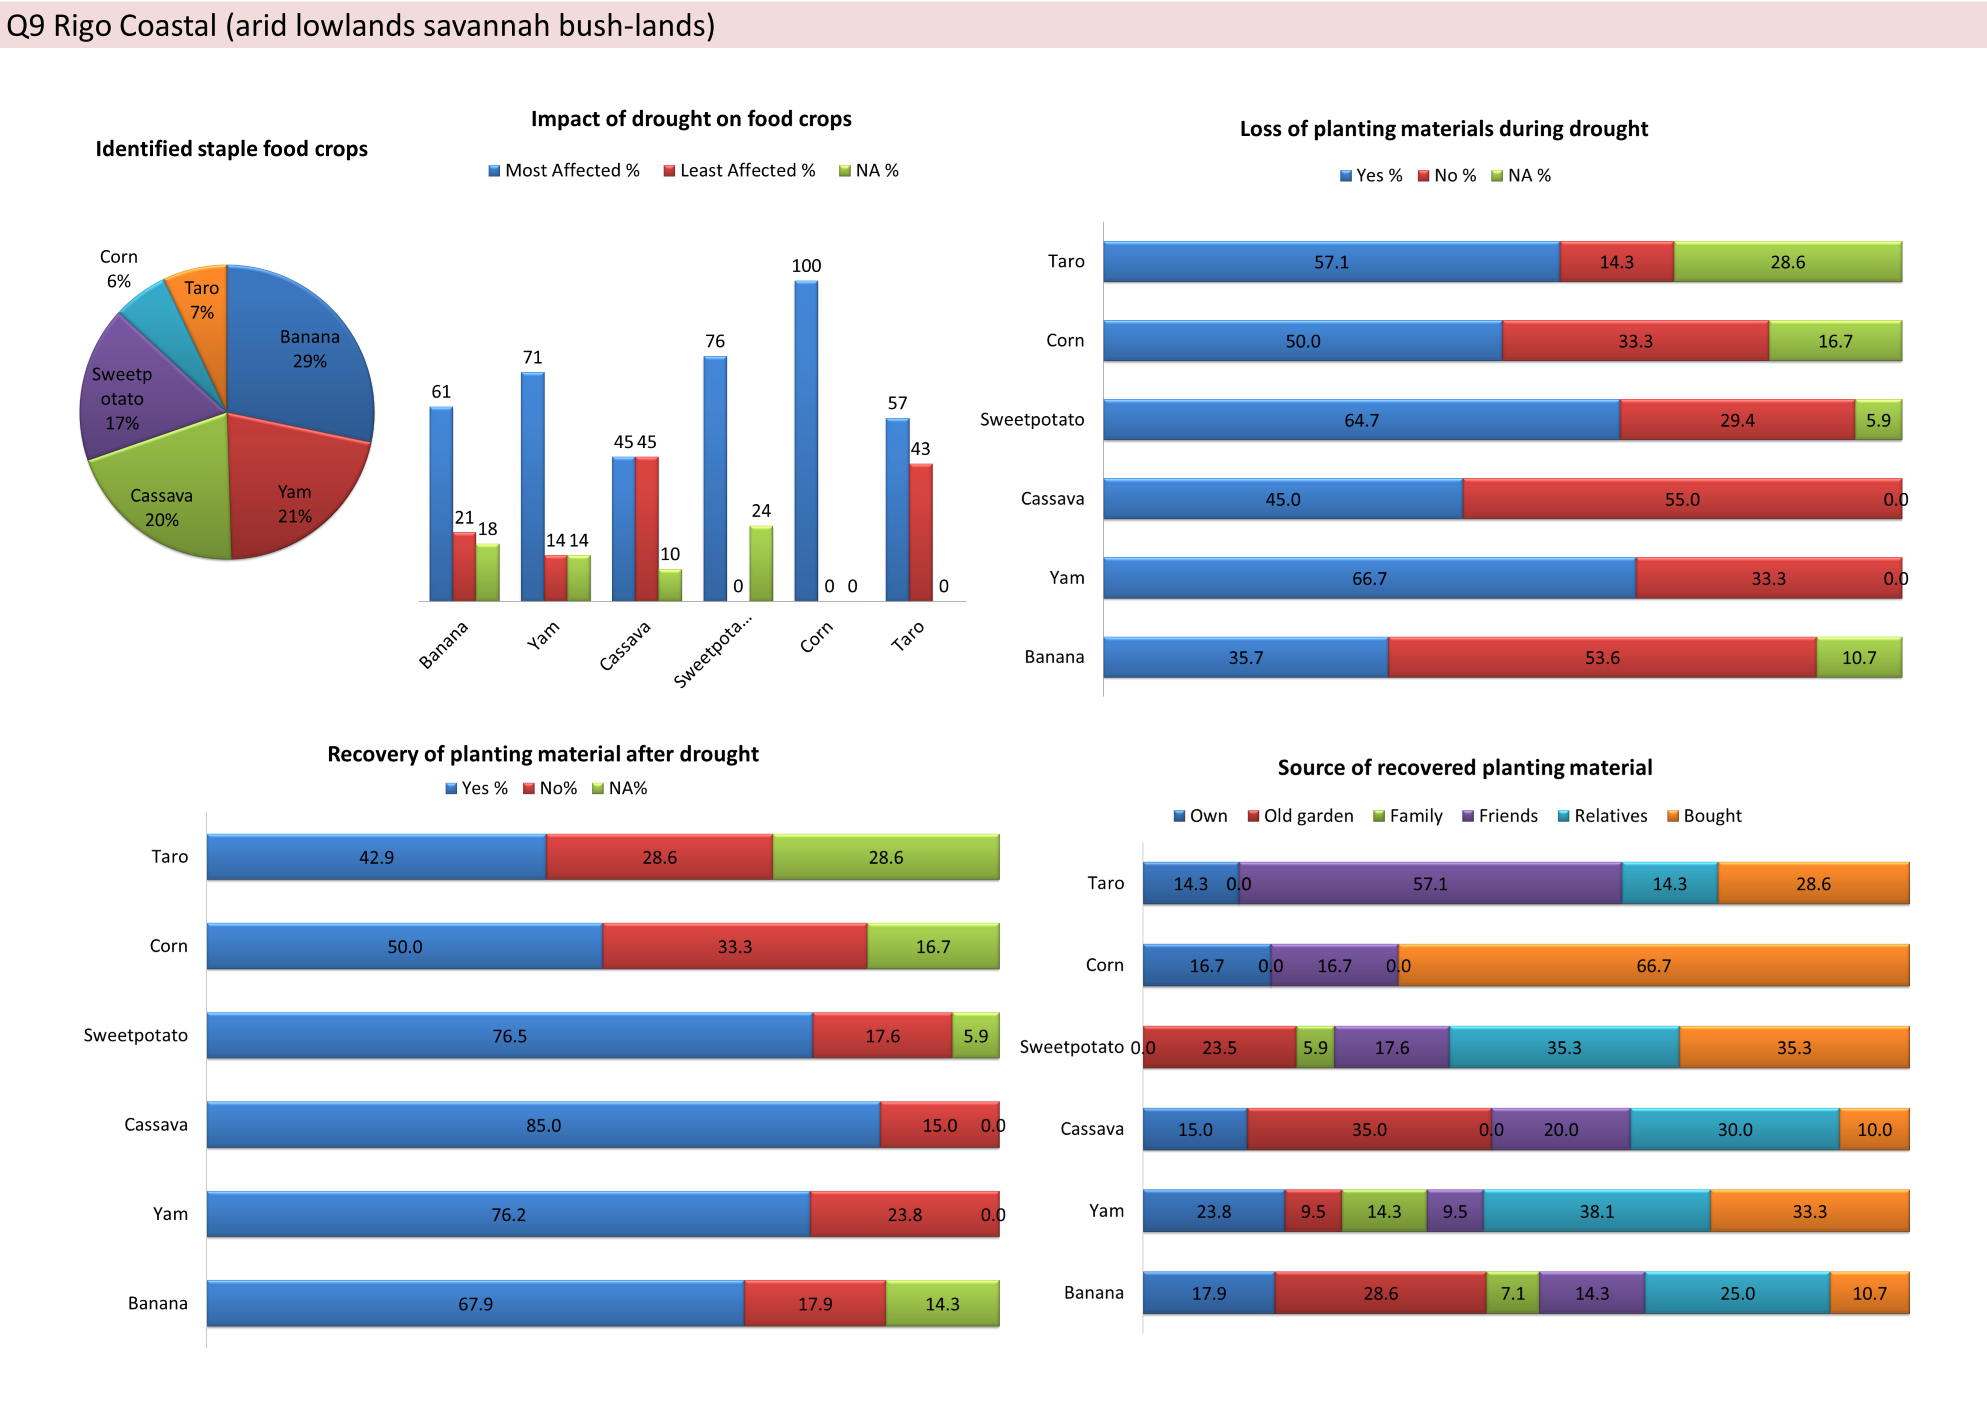 Q9 Rigo Coastal (arid lowlands savannah bush-lands)
Identified staple food crops
Corn
6%
Taro
7%
Banana
29%
Sweetp
otato
17%
Cassava
20%
Yam
21%
Impact of drought on food crops
Most Affected % Least Affected % NA %
61 21 18
71 14 14
45 45 10
76 0 24
100 0 0
57 43 0
Banana Yam Cassava Sweetpota... Corn Taro
Loss of planting materials during drought
Yes % No % NA %
Taro 57.1 14.3 28.6
Corn 50.0 33.3 16.7
Sweetpotato 64.7 29.4 5.9
Cassava 45.0 55.0 0.0
Yam 66.7 33.3 0.0
Banana 35.7 53.6 10.7
Recovery of planting material after drought
Yes % No% NA%
Taro 42.9 28.6 28.6
Corn 50.0 33.3 16.7
Sweetpotato 76.5 17.6 5.9
Cassava 85.0 15.0 0.0
Yam 76.2 23.8 0.0
Banana 67.9 17.9 14.3
Source of recovered planting material
Own Old garden Family Friends Relatives Bought
Taro 14.3 0.0 57.1 14.3 28.6
Corn 16.7 0.0 16.7 0.0 66.7
Sweetpotato 0.0 23.5 5.9 17.6 35.3 35.3
Cassava 15.0 35.0 0.0 20.0 30.0 10.0
Yam 23.8 9.5 14.3 9.5 38.1 33.3
Banana 17.9 28.6 7.1 14.3 25.0 10.7